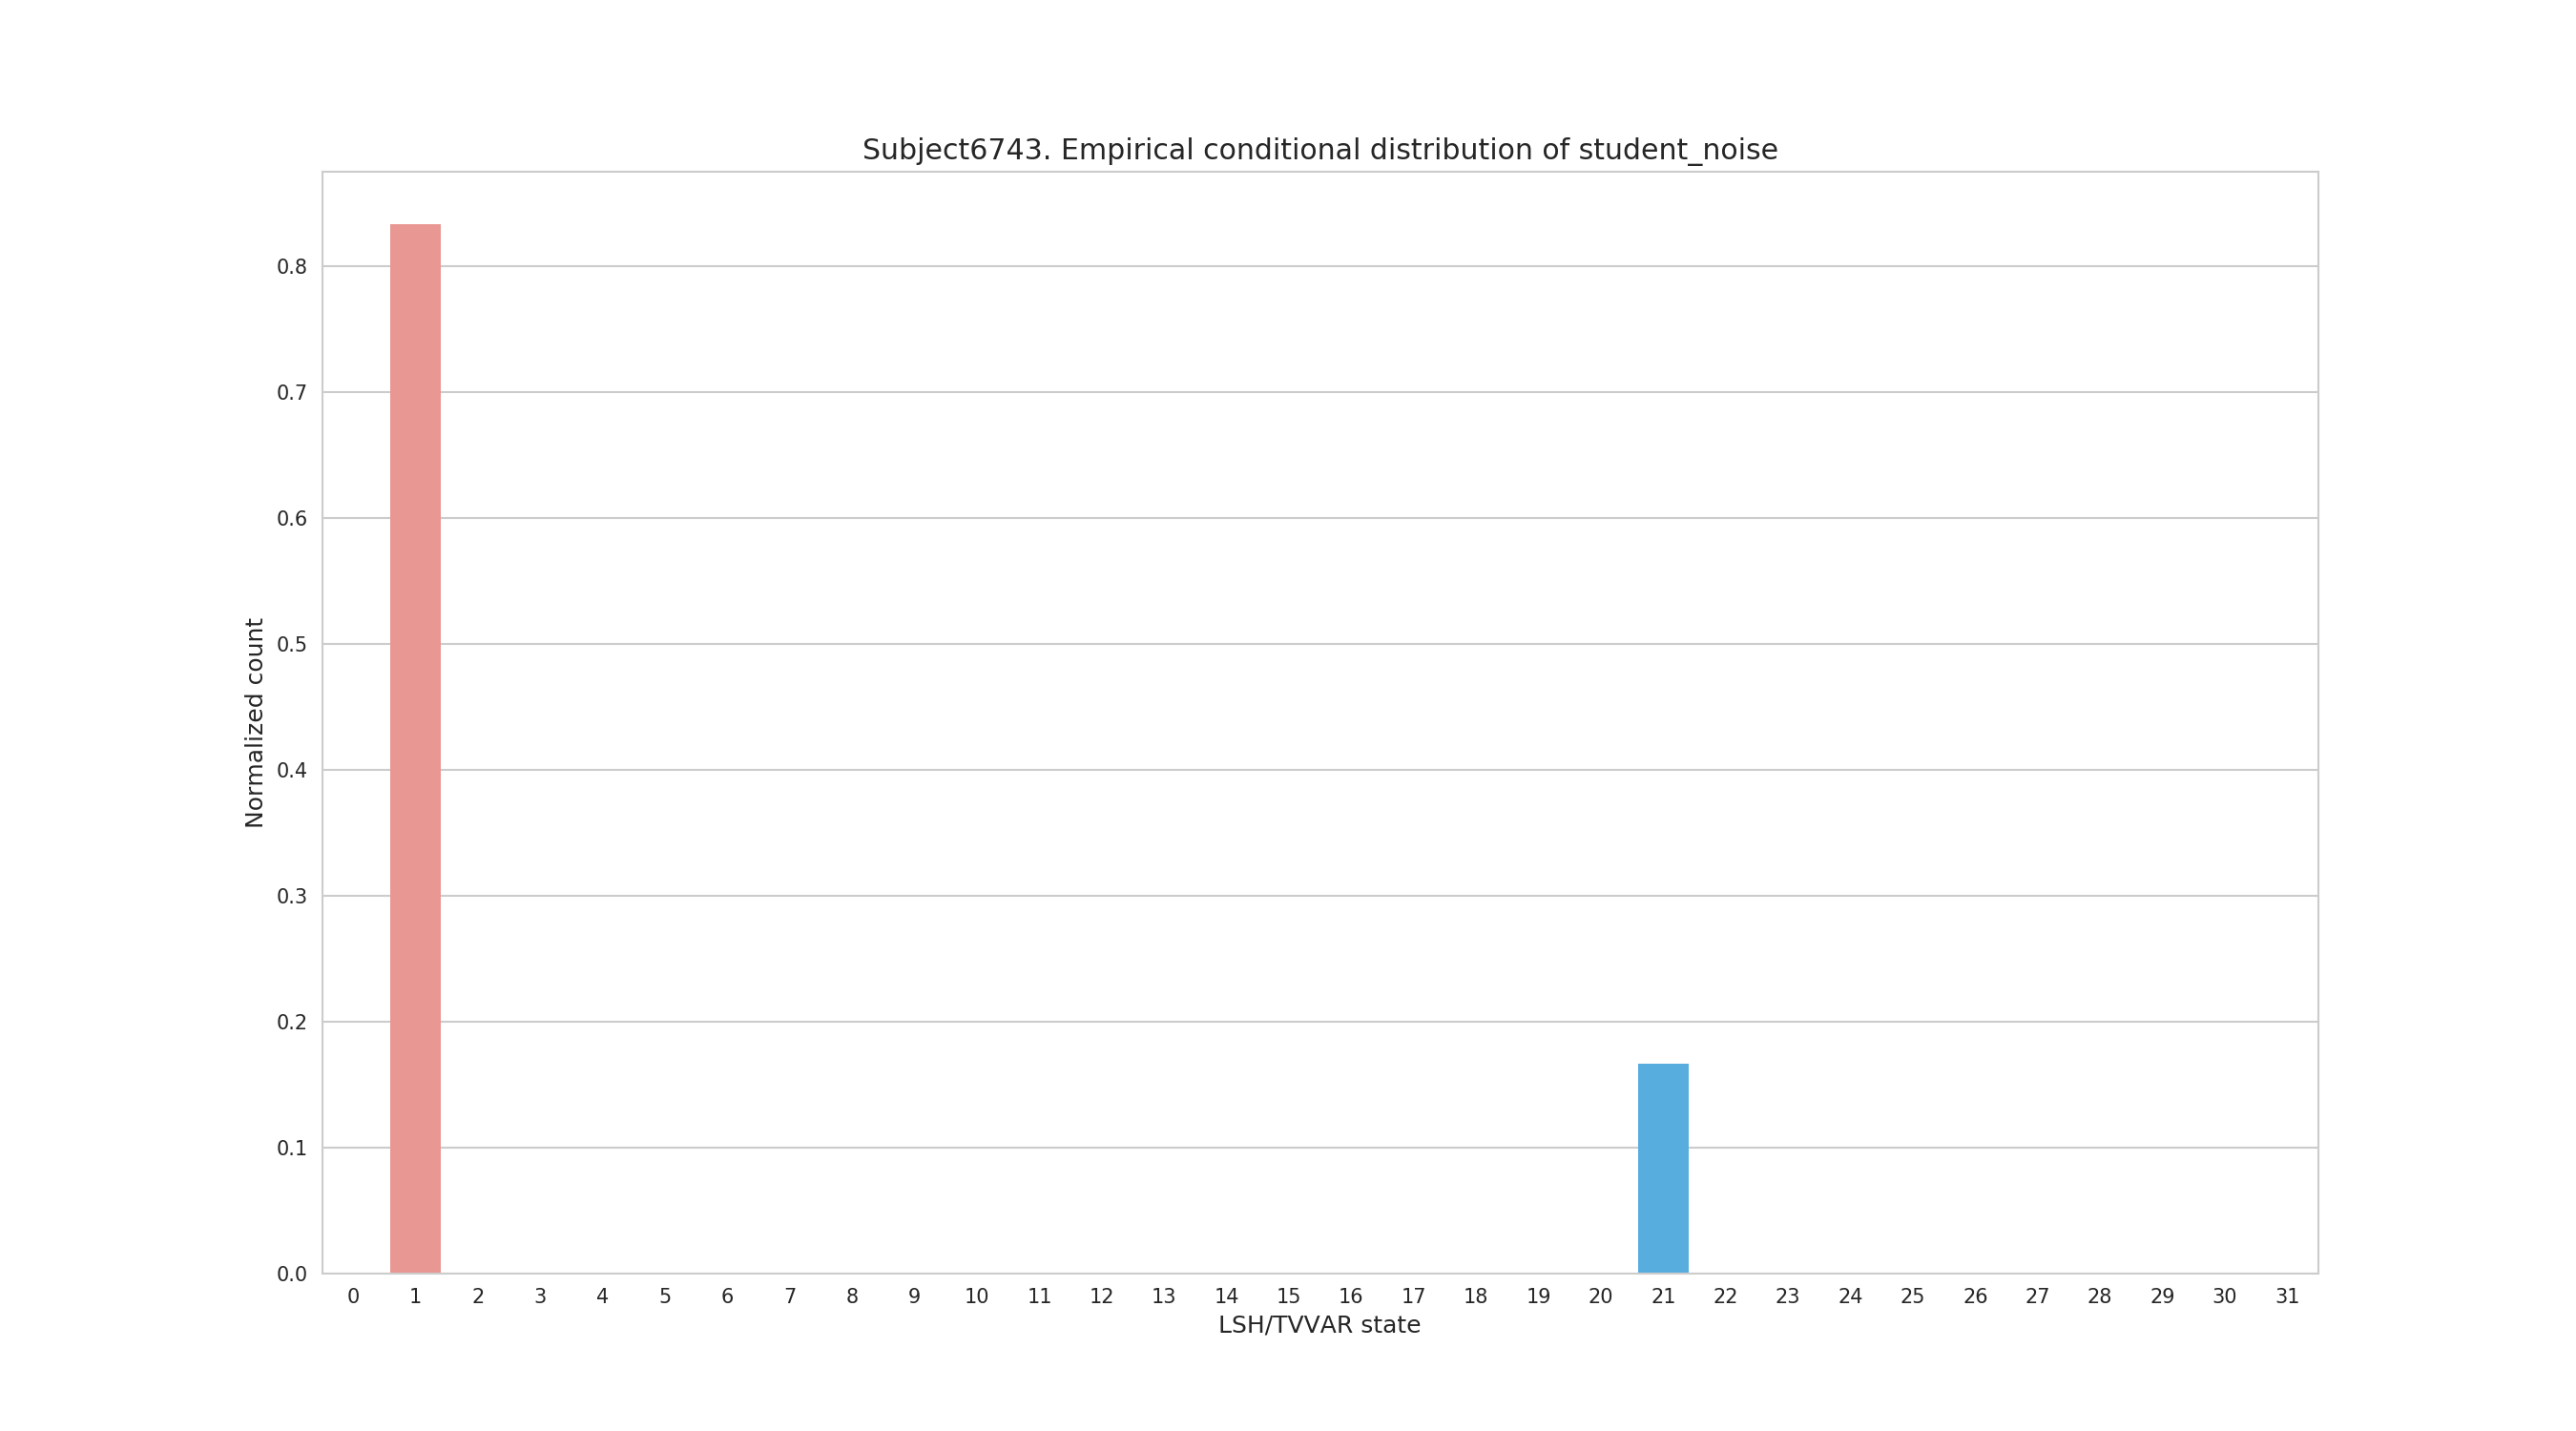 Subject6743. Empirical conditional distribution of student_noise
Normalized count
0.8
0.7
0.6
0.5
0.4
0.3
0.2
0.1
0.0
0 1 2 3 4 5 6 7 8 9 10 11 12 13 14 15 16 17 18 19 20 21 22 23 24 25 26 27 28 29 30 31
LSH/TVVAR state